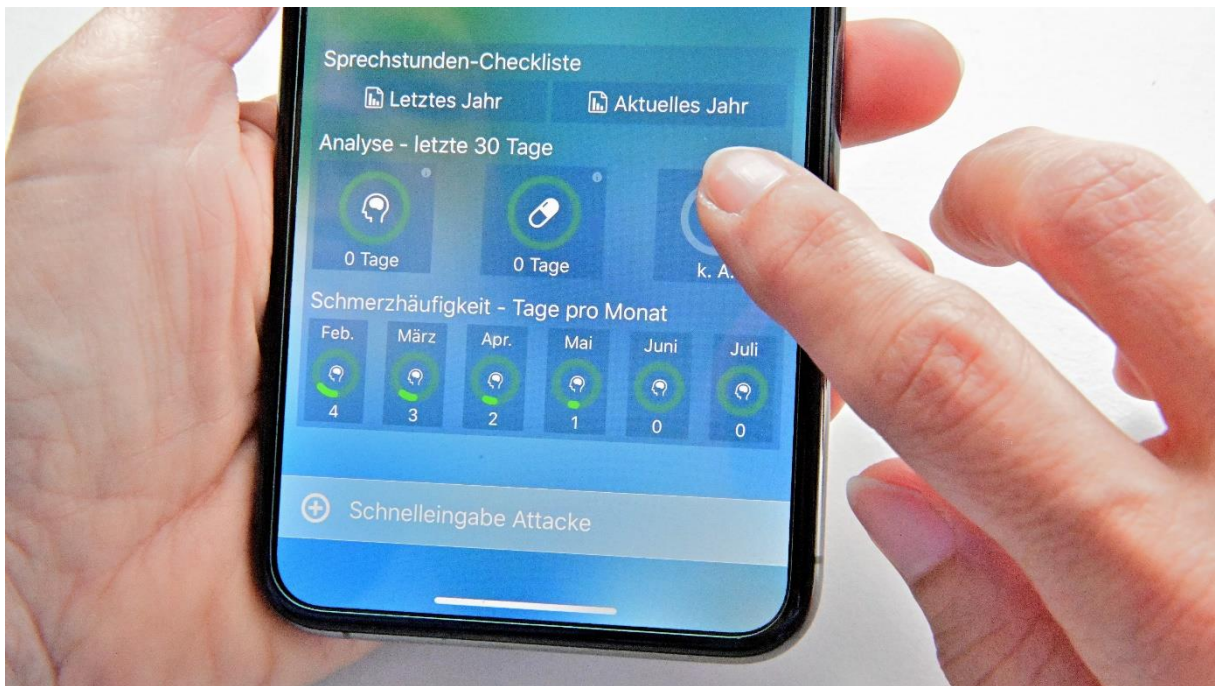 Sprechstunden-Checkliste
Letztes Jahr Aktuelles Jahr
Analyse - letzte 30 Tage
0 Tage 0 Tage k. A.
Schmerzhäufigkeit - Tage pro Monat
Feb. März Apr. Mai Juni Juli
4 3 2 1 0 0
Schnelleingabe Attacke